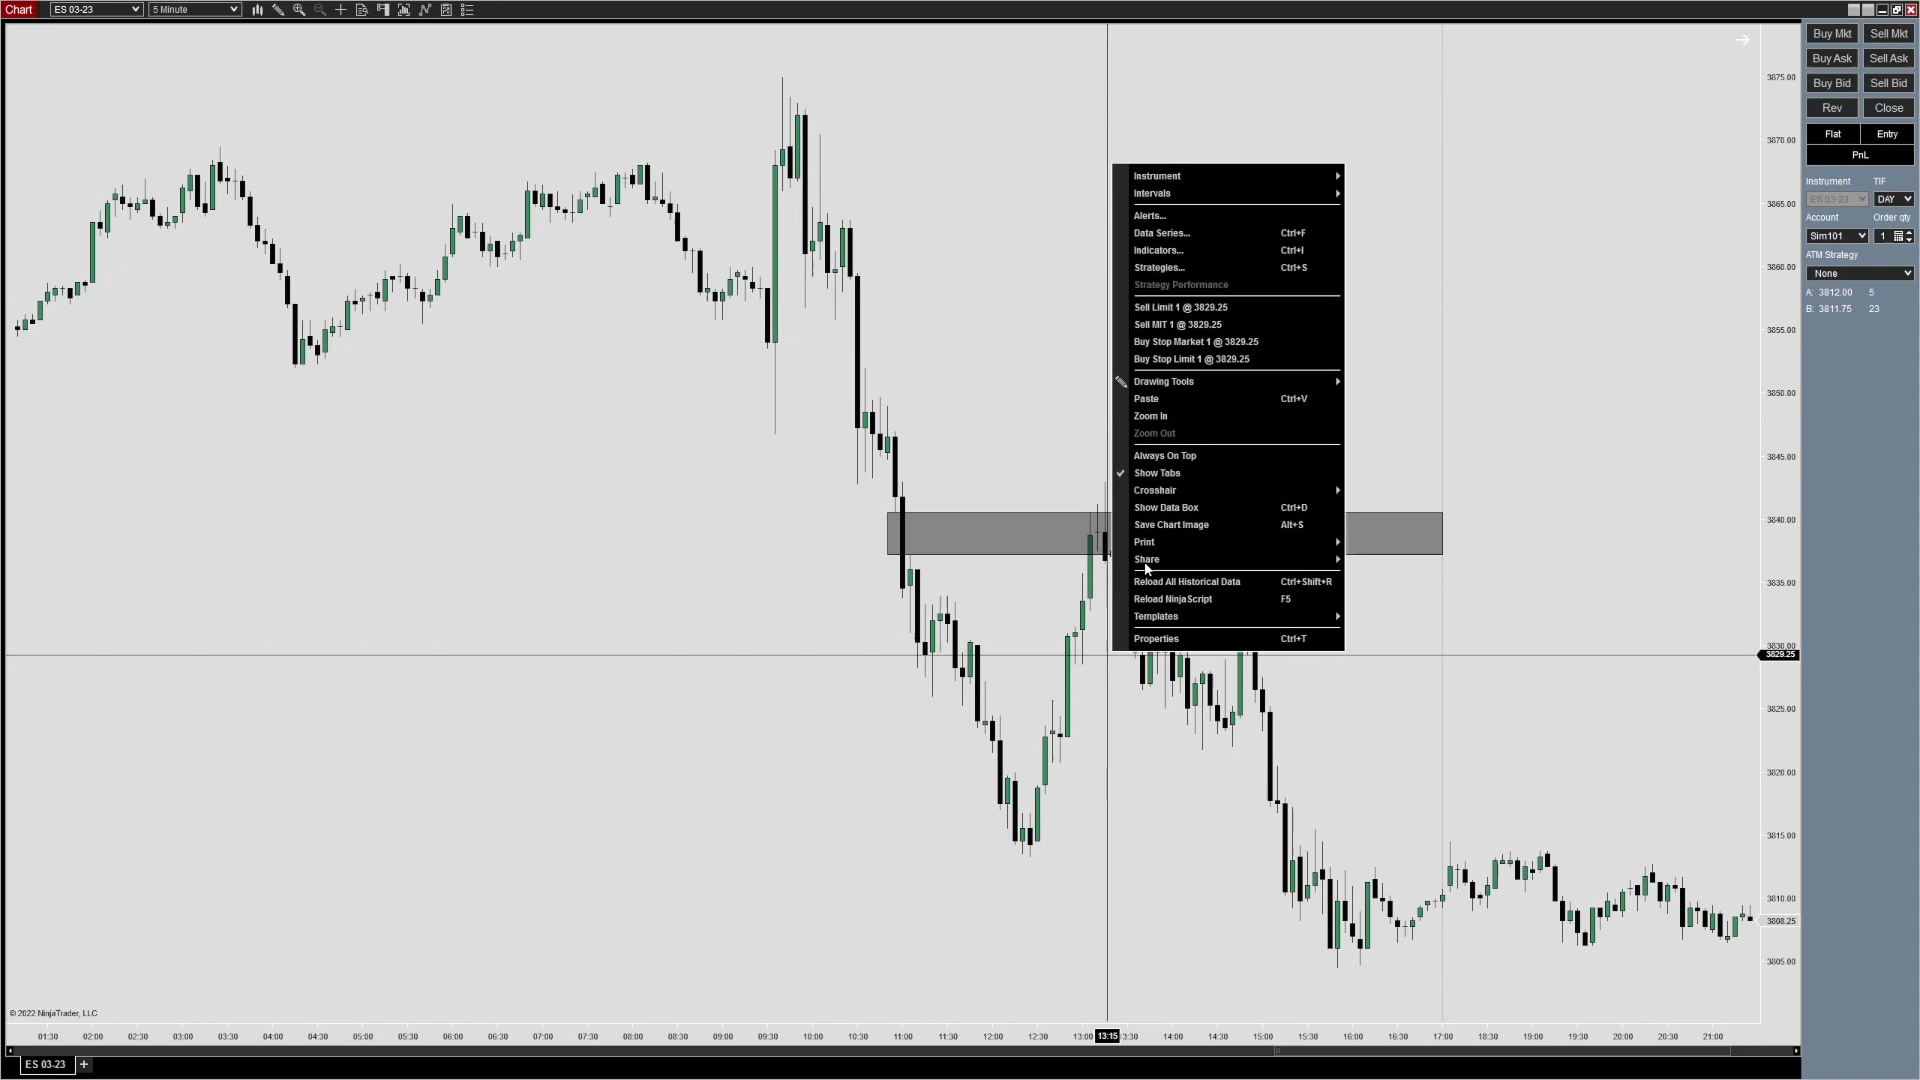 Chart ES 03-23 5 Minute
Buy Mkt Sell Mkt
Buy Ask Sell Ask
Buy Bid Sell Bid
Rev Close
Flat Entry
PnL
Instrument TIF
ES 03-23 DAY
Account Order qty
Sim101 1
ATM Strategy
None
A: 3812.00 5
B: 3811.75 23
Instrument
Intervals
Alerts...
Data Series... Ctrl+F
Indicators... Ctrl+I
Strategies... Ctrl+S
Strategy Performance
Sell Limit 1 @ 3829.25
Sell MIT 1 @ 3829.25
Buy Stop Market 1 @ 3829.25
Buy Stop Limit 1 @ 3829.25
Drawing Tools
Paste Ctrl+V
Zoom In
Zoom Out
Always On Top
Show Tabs
Crosshair
Show Data Box Ctrl+D
Save Chart Image Alt+S
Print
Share
Reload All Historical Data Ctrl+Shift+R
Reload NinjaScript F5
Templates
Properties Ctrl+T
3875.00
3870.00
3865.00
3860.00
3855.00
3850.00
3845.00
3840.00
3835.00
3830.00
3829.25
3825.00
3820.00
3815.00
3810.00
3808.25
3805.00
© 2022 NinjaTrader, LLC
01:30 02:00 02:30 03:00 03:30 04:00 04:30 05:00 05:30 06:00 06:30 07:00 07:30 08:00 08:30 09:00 09:30 10:00 10:30 11:00 11:30 12:00 12:30 13:00 13:15 13:30 14:00 14:30 15:00 15:30 16:00 16:30 17:00 18:30 19:00 19:30 20:00 20:30 21:00
ES 03-23 +